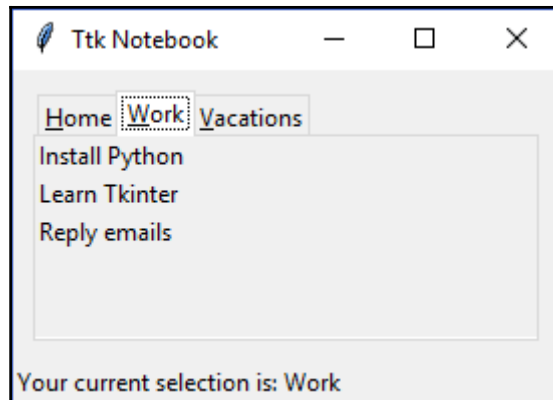 Ttk Notebook
Home Work Vacations
Install Python
Learn Tkinter
Reply emails
Your current selection is: Work